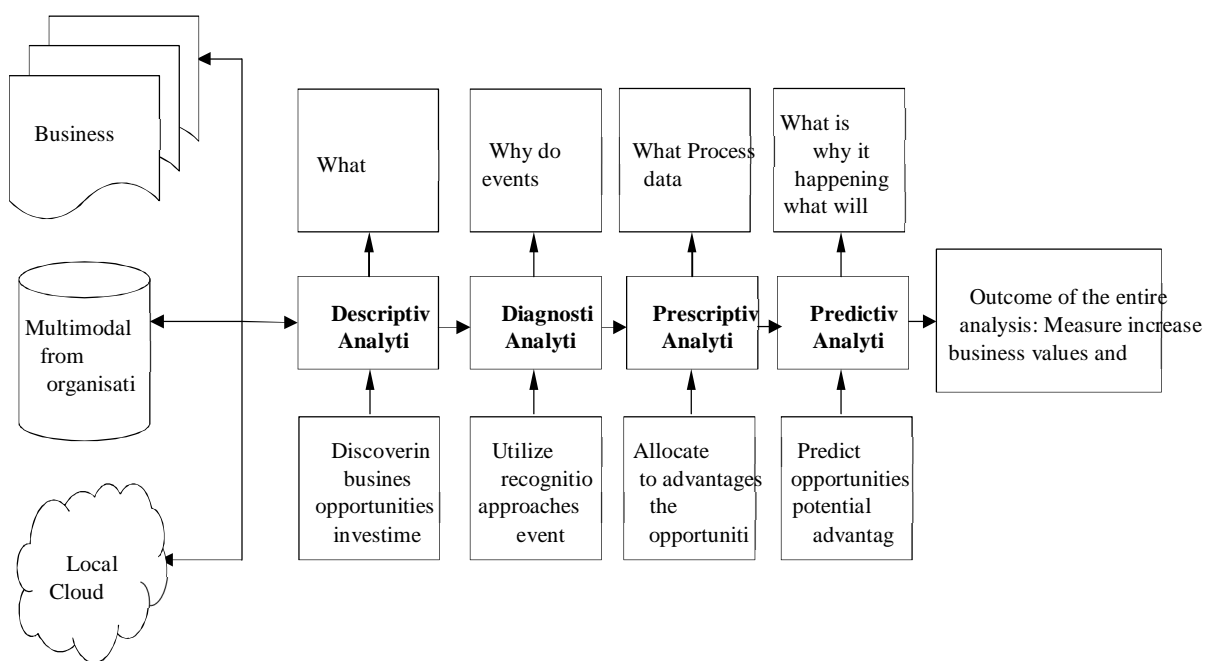 Business
Multimodal
from
organisati
Local
Cloud
What
Why do
events
What Process
data
What is
why it
happening
what will
Descriptiv
Analyti
Diagnosti
Analyti
Prescriptiv
Analyti
Predictiv
Analyti
Outcome of the entire
analysis: Measure increase
business values and
Discoverin
busines
opportunities
investime
Utilize
recognitio
approaches
event
Allocate
to advantages
the
opportuniti
Predict
opportunities
potential
advantag